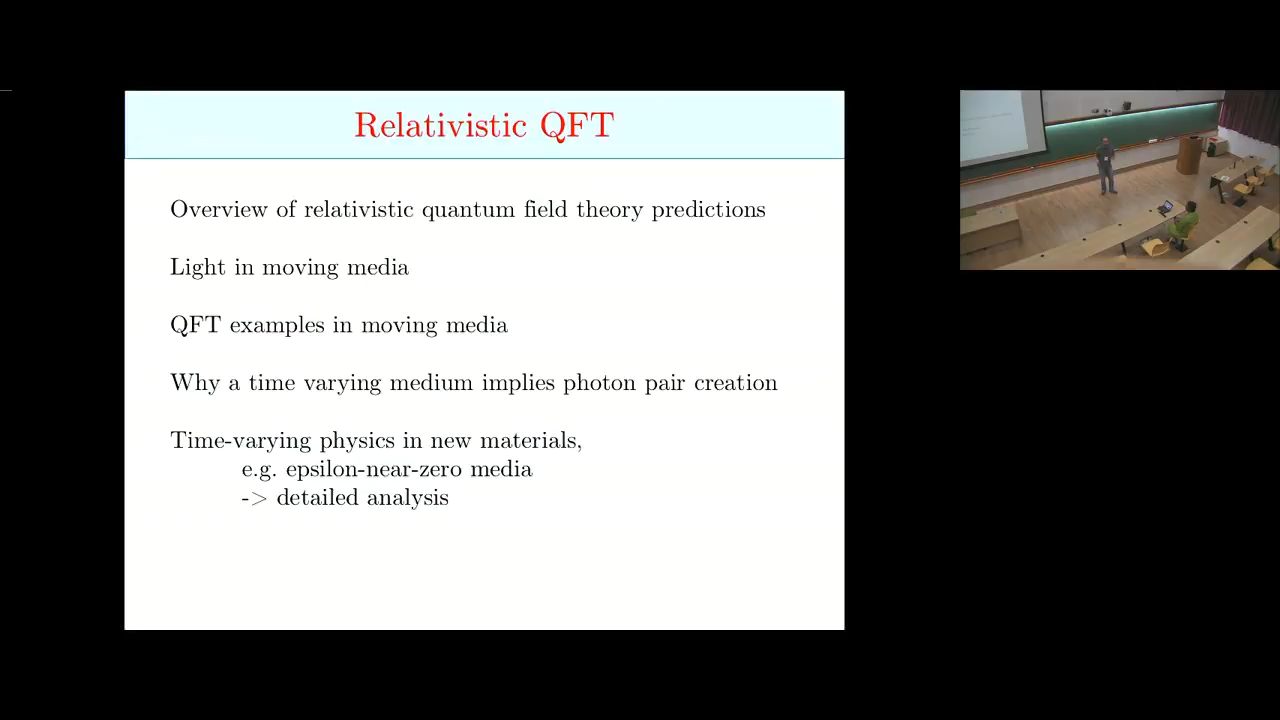 Relativistic QFT
Overview of relativistic quantum field theory predictions
Light in moving media
QFT examples in moving media
Why a time varying medium implies photon pair creation
Time-varying physics in new materials,
e.g. epsilon-near-zero media
-> detailed analysis